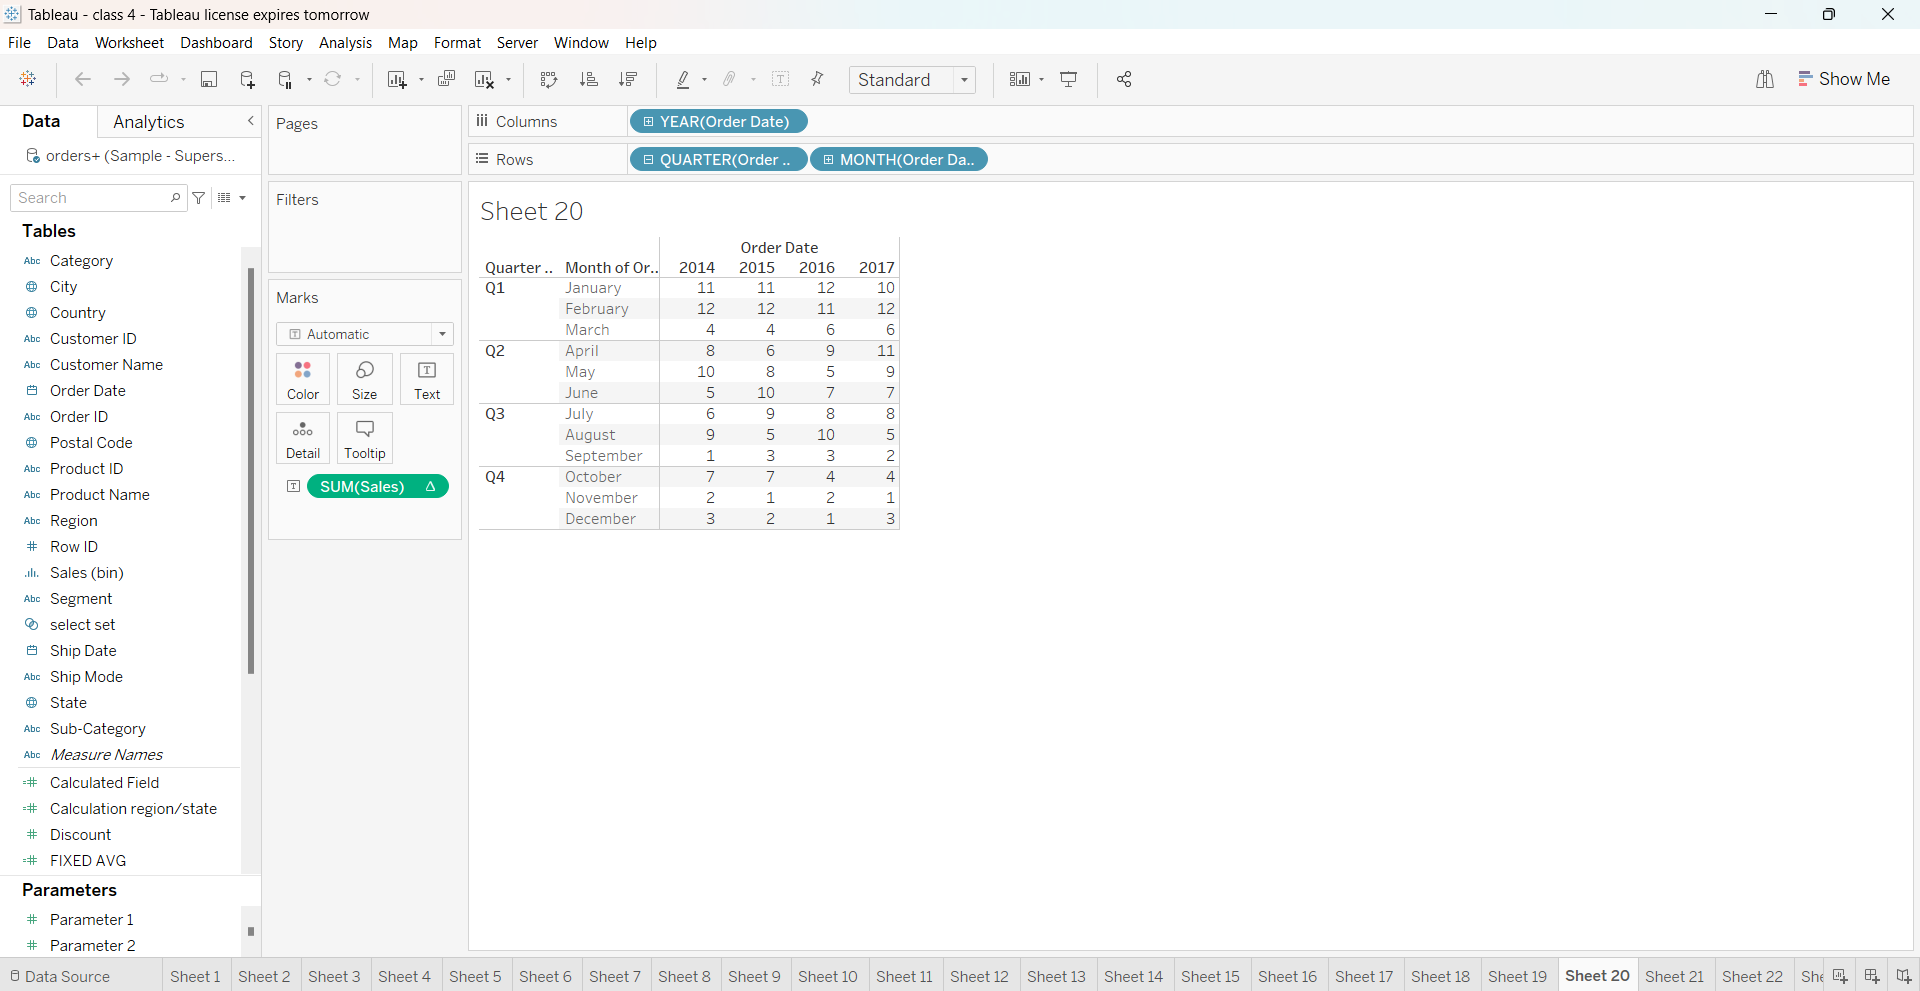 Tableau - class 4 - Tableau license expires tomorrow
File Data Worksheet Dashboard Story Analysis Map Format Server Window Help
Standard
Show Me
Data Analytics
orders+ (Sample - Supers...
Search
Tables
Abc Category
City
Country
Abc Customer ID
Abc Customer Name
Order Date
Abc Order ID
Postal Code
Abc Product ID
Abc Product Name
Abc Region
# Row ID
Sales (bin)
Abc Segment
select set
Ship Date
Abc Ship Mode
State
Abc Sub-Category
Abc Measure Names
=# Calculated Field
=# Calculation region/state
# Discount
=# FIXED AVG
Parameters
# Parameter 1
# Parameter 2
Pages
Filters
Marks
T Automatic
Color Size Text
Detail Tooltip
T SUM(Sales) Δ
Columns YEAR(Order Date)
Rows QUARTER(Order .. MONTH(Order Da..
Sheet 20
Order Date
Quarter .. Month of Or.. 2014 2015 2016 2017
Q1 January 11 11 12 10
February 12 12 11 12
March 4 4 6 6
Q2 April 8 6 9 11
May 10 8 5 9
June 5 10 7 7
Q3 July 6 9 8 8
August 9 5 10 5
September 1 3 3 2
Q4 October 7 7 4 4
November 2 1 2 1
December 3 2 1 3
Data Source Sheet 1 Sheet 2 Sheet 3 Sheet 4 Sheet 5 Sheet 6 Sheet 7 Sheet 8 Sheet 9 Sheet 10 Sheet 11 Sheet 12 Sheet 13 Sheet 14 Sheet 15 Sheet 16 Sheet 17 Sheet 18 Sheet 19 Sheet 20 Sheet 21 Sheet 22